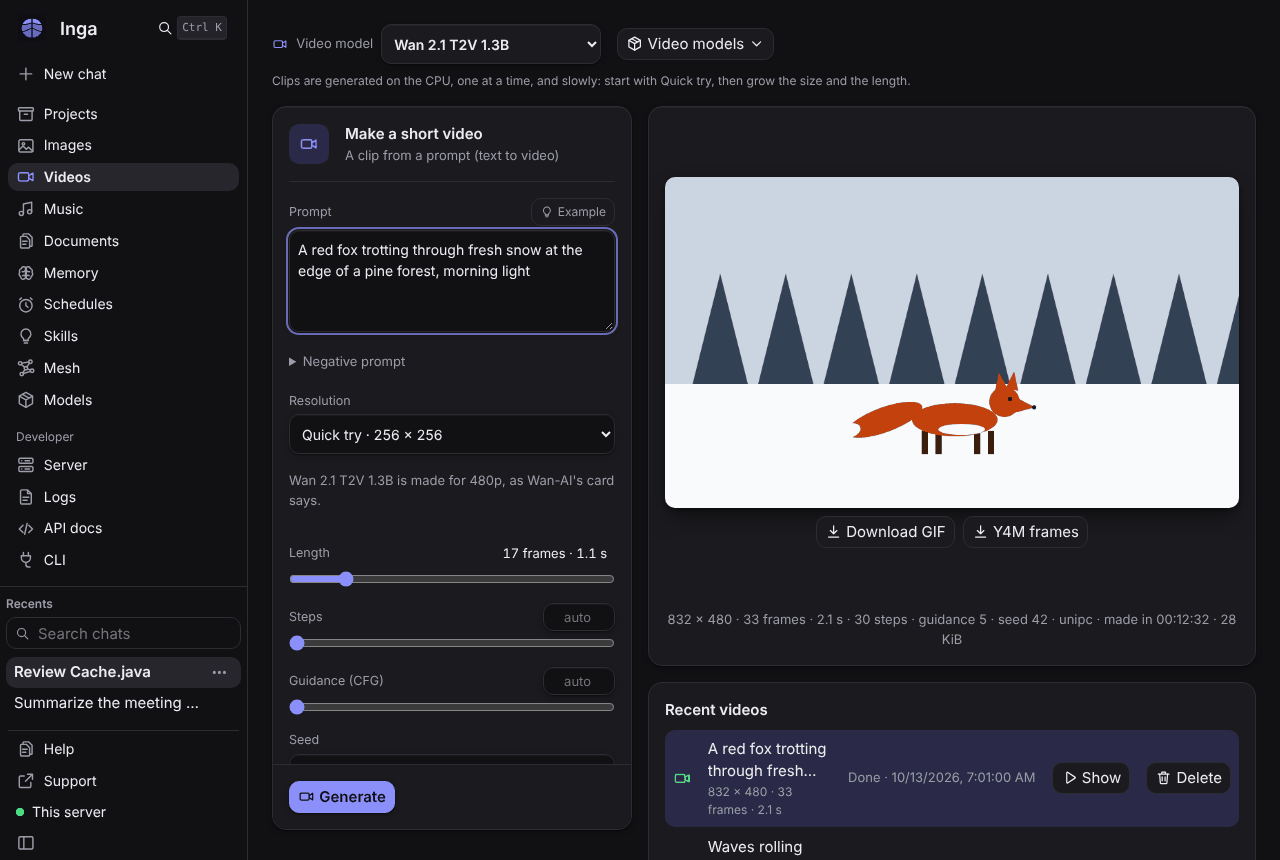 Inga
Ctrl K
New chat
Projects
Images
Videos
Music
Documents
Memory
Schedules
Skills
Mesh
Models
Developer
Server
Logs
API docs
CLI
Recents
Search chats
Review Cache.java
Summarize the meeting ...
Help
Support
This server
Video model
Wan 2.1 T2V 1.3B
Video models
Clips are generated on the CPU, one at a time, and slowly: start with Quick try, then grow the size and the length.
Make a short video
A clip from a prompt (text to video)
Prompt
Example
A red fox trotting through fresh snow at the
edge of a pine forest, morning light
Negative prompt
Resolution
Quick try · 256 × 256
Wan 2.1 T2V 1.3B is made for 480p, as Wan-AI's card
says.
Length
17 frames · 1.1 s
Steps
auto
Guidance (CFG)
auto
Seed
Generate
Download GIF
Y4M frames
832 × 480 · 33 frames · 2.1 s · 30 steps · guidance 5 · seed 42 · unipc · made in 00:12:32 · 28
KiB
Recent videos
A red fox trotting
through fresh...
832 × 480 · 33
frames · 2.1 s
Done · 10/13/2026, 7:01:00 AM
Show
Delete
Waves rolling